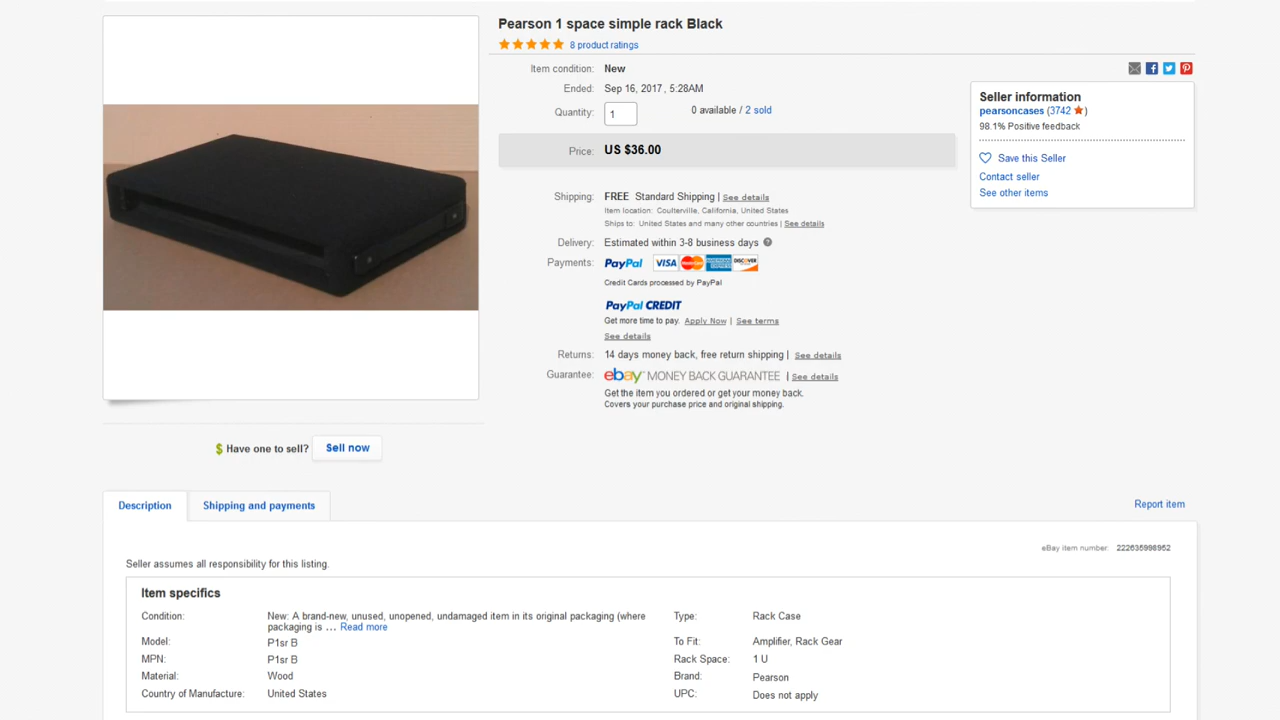 Pearson 1 space simple rack Black
8 product ratings
Item condition: New
Ended: Sep 16, 2017 , 5:28AM
Quantity: 1 0 available / 2 sold
Price: US $36.00
Shipping: FREE Standard Shipping | See details
Item location: Coulterville, California, United States
Ships to: United States and many other countries | See details
Delivery: Estimated within 3-8 business days ?
Payments: PayPal VISA MasterCard AMERICAN EXPRESS DISCOVER
Credit Cards processed by PayPal
PayPal CREDIT
Get more time to pay. Apply Now | See terms
See details
Returns: 14 days money back, free return shipping | See details
Guarantee: ebay MONEY BACK GUARANTEE | See details
Get the item you ordered or get your money back.
Covers your purchase price and original shipping.
Seller information
pearsoncases (3742 )
98.1% Positive feedback
Save this Seller
Contact seller
See other items
$ Have one to sell? Sell now
Description Shipping and payments Report item
eBay item number: 222635998952
Seller assumes all responsibility for this listing.
Item specifics
Condition: New: A brand-new, unused, unopened, undamaged item in its original packaging (where
packaging is … Read more
Type: Rack Case
Model: P1sr B
To Fit: Amplifier, Rack Gear
MPN: P1sr B
Rack Space: 1 U
Material: Wood
Brand: Pearson
Country of Manufacture: United States
UPC: Does not apply